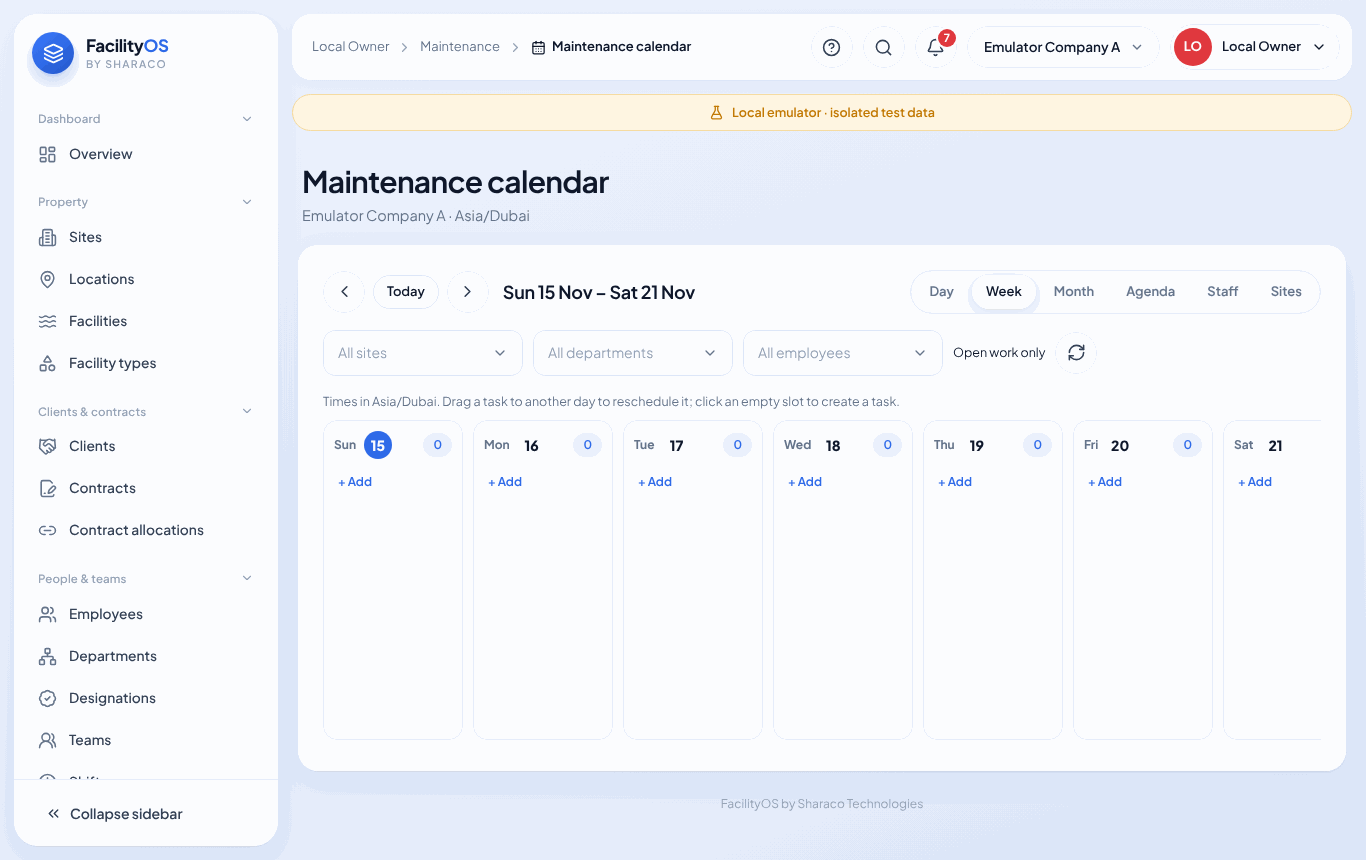 FacilityOS
BY SHARACO
Dashboard
Overview
Property
Sites
Locations
Facilities
Facility types
Clients & contracts
Clients
Contracts
Contract allocations
People & teams
Employees
Departments
Designations
Teams
Collapse sidebar
Local Owner > Maintenance > Maintenance calendar
7
Emulator Company A
LO Local Owner
Local emulator · isolated test data
Maintenance calendar
Emulator Company A · Asia/Dubai
Today Sun 15 Nov – Sat 21 Nov
Day Week Month Agenda Staff Sites
All sites All departments All employees Open work only
Times in Asia/Dubai. Drag a task to another day to reschedule it; click an empty slot to create a task.
Sun 15 0 Mon 16 0 Tue 17 0 Wed 18 0 Thu 19 0 Fri 20 0 Sat 21
+ Add + Add + Add + Add + Add + Add + Add
FacilityOS by Sharaco Technologies